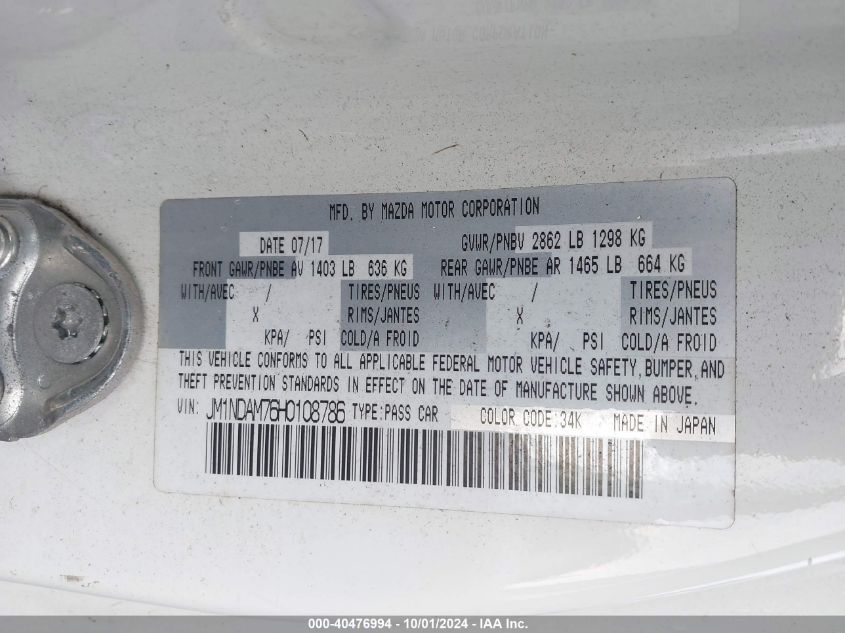 MFD. BY MAZDA MOTOR CORPORATION
DATE 07/17 GVWR/PNBV 2862 LB 1298 KG
FRONT GAWR/PNBE AV 1403 LB 636 KG REAR GAWR/PNBE AR 1465 LB 664 KG
WITH/AVEC / TIRES/PNEUS WITH/AVEC / TIRES/PNEUS
X RIMS/JANTES X RIMS/JANTES
KPA/ PSI COLD/A FROID KPA/ PSI COLD/A FROID
THIS VEHICLE CONFORMS TO ALL APPLICABLE FEDERAL MOTOR VEHICLE SAFETY, BUMPER, AND
THEFT PREVENTION STANDARDS IN EFFECT ON THE DATE OF MANUFACTURE SHOWN ABOVE.
VIN: JM1NDAM76H0108786 TYPE:PASS CAR COLOR CODE:34K MADE IN JAPAN
000-40476994 - 10/01/2024 - IAA Inc.